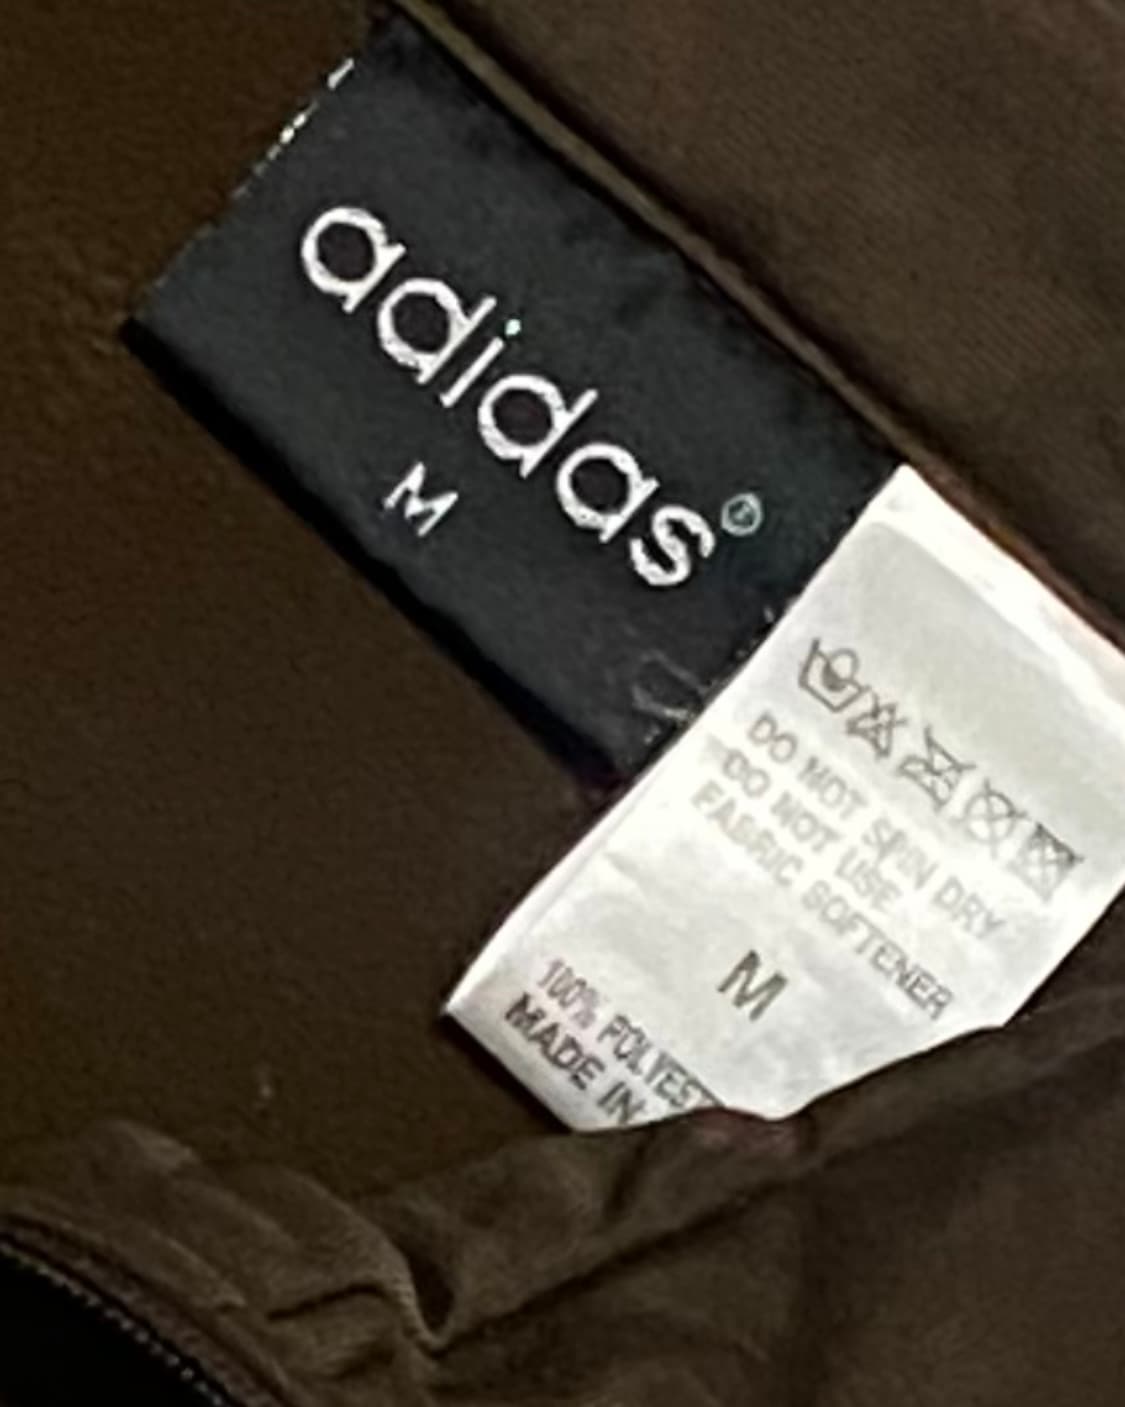 adidas®
M
DO NOT SPIN DRY
DO NOT USE
FABRIC SOFTENER
M
100% POLYEST
MADE IN